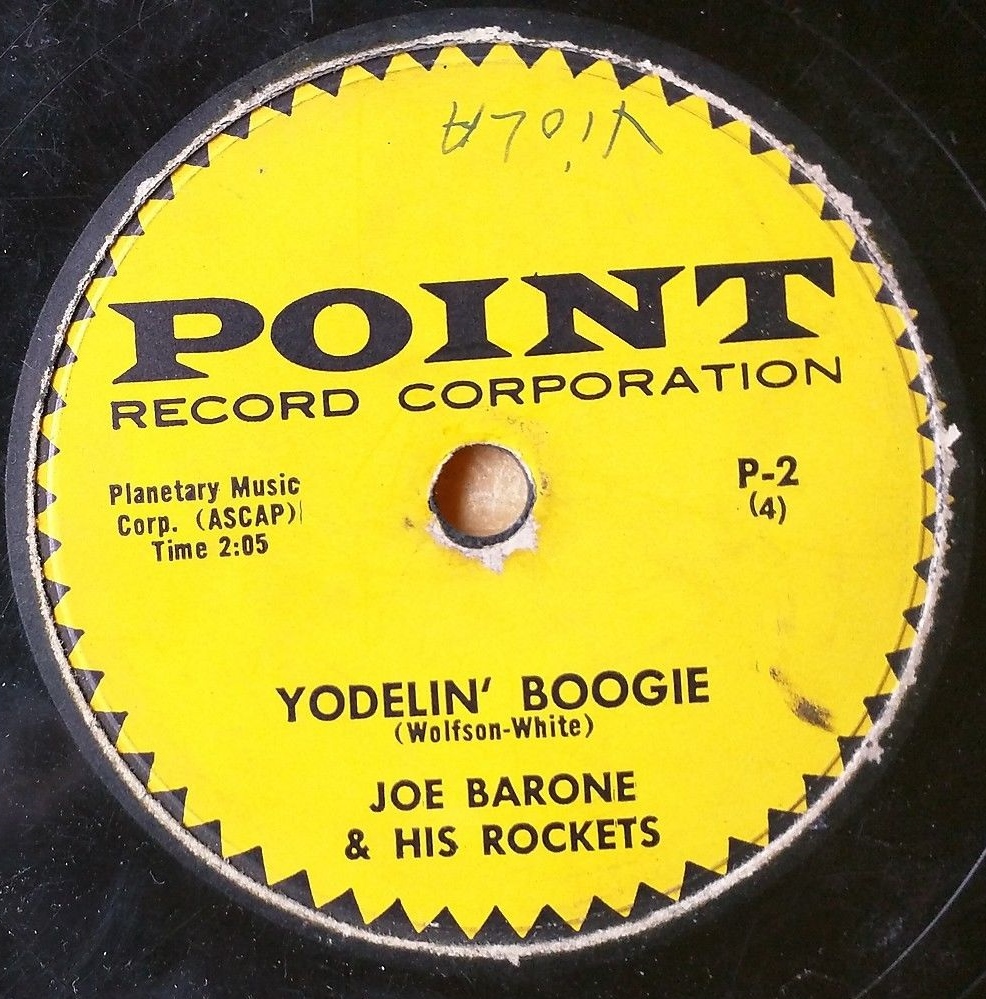 ViOLA
POINT
RECORD CORPORATION
Planetary Music
Corp. (ASCAP)
Time 2:05
P-2
(4)
YODELIN' BOOGIE
(Wolfson-White)
JOE BARONE
& HIS ROCKETS